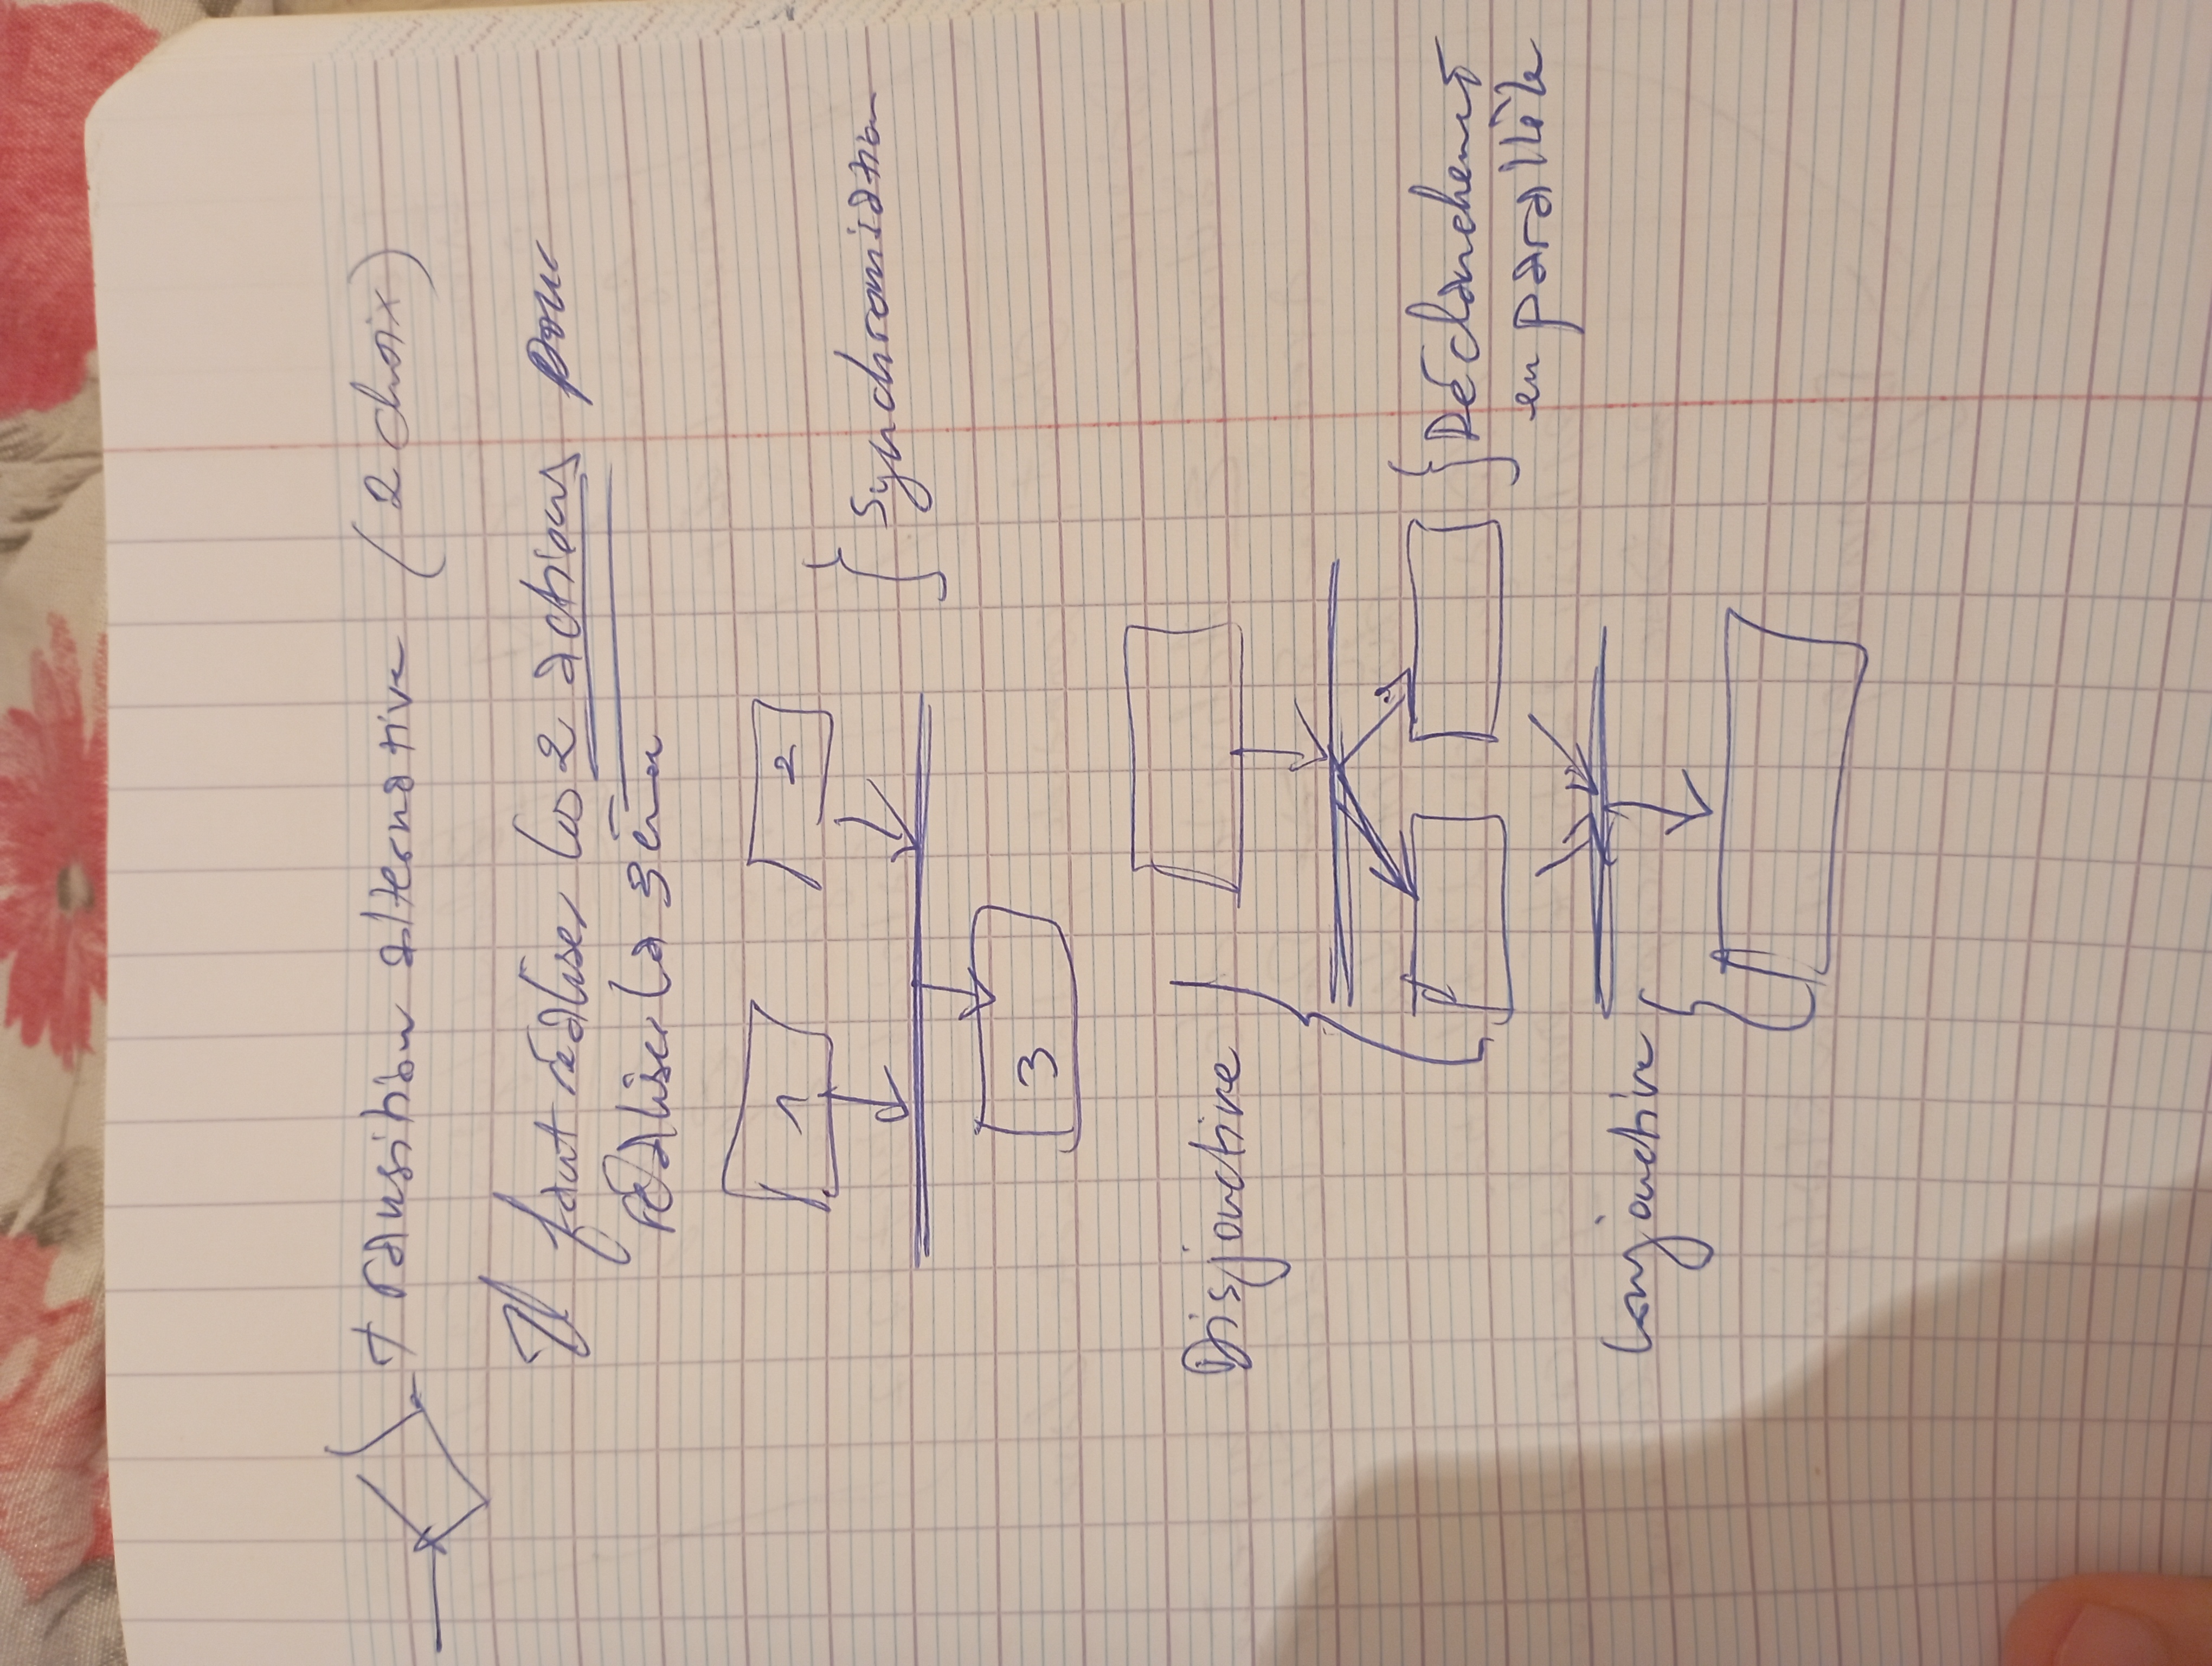 transition alternative (2 choix)
Il faut réaliser les 2 actions pour
réaliser la 3ème
1
2
3
} Synchronisation
Disjonctive
} Déclanchement
en parallèle
Conjonctive